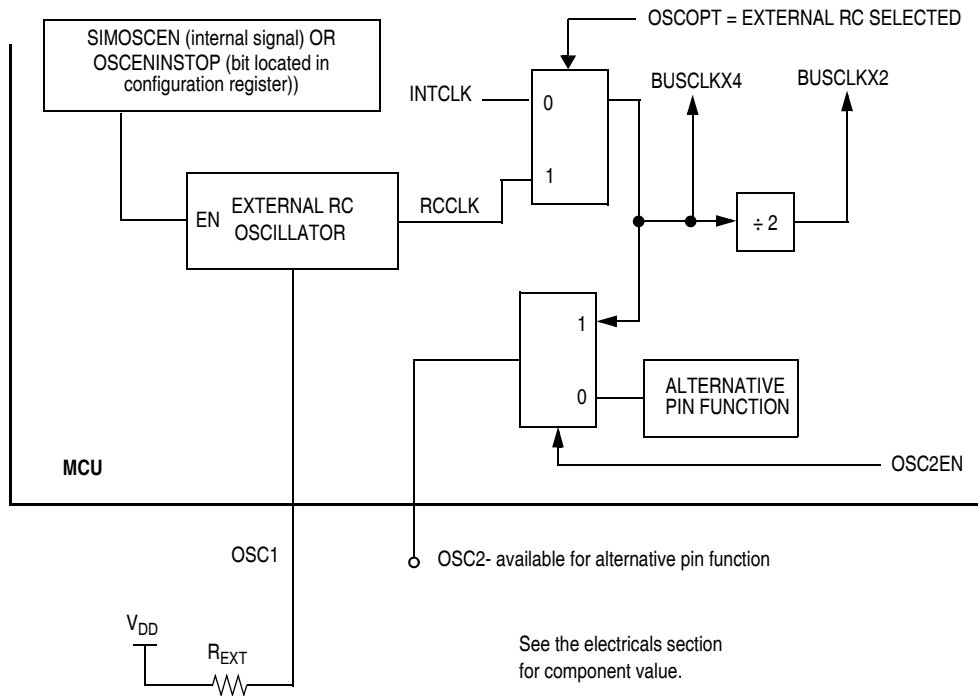 OSCOPT = EXTERNAL RC SELECTED
SIMOSCEN (internal signal) OR
OSCENINSTOP (bit located in
configuration register))
BUSCLKX4
BUSCLKX2
INTCLK
0
1
EN
EXTERNAL RC
OSCILLATOR
RCCLK
÷ 2
1
0
ALTERNATIVE
PIN FUNCTION
MCU
OSC2EN
OSC1
OSC2- available for alternative pin function
VDD
REXT
See the electricals section
for component value.